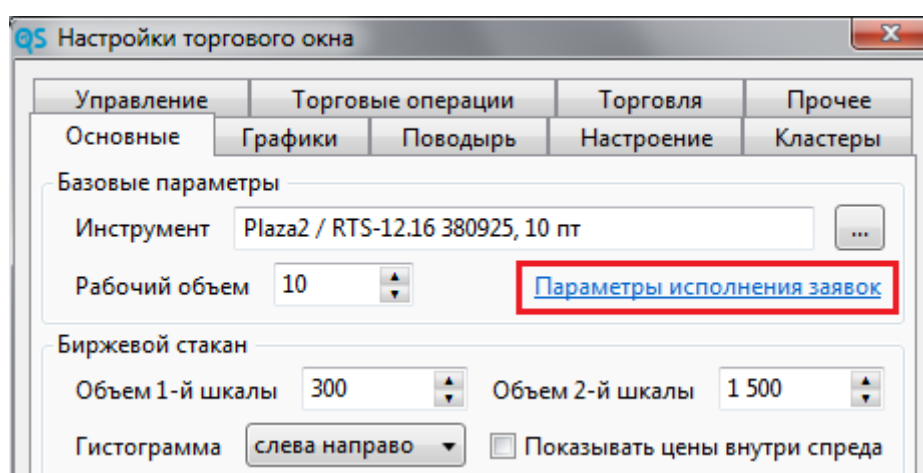 QS Настройки торгового окна
Управление Торговые операции Торговля Прочее
Основные Графики Поводырь Настроение Кластеры
Базовые параметры
Инструмент Plaza2 / RTS-12.16 380925, 10 пт ...
Рабочий объем 10 Параметры исполнения заявок
Биржевой стакан
Объем 1-й шкалы 300 Объем 2-й шкалы 1 500
Гистограмма слева направо Показывать цены внутри спреда